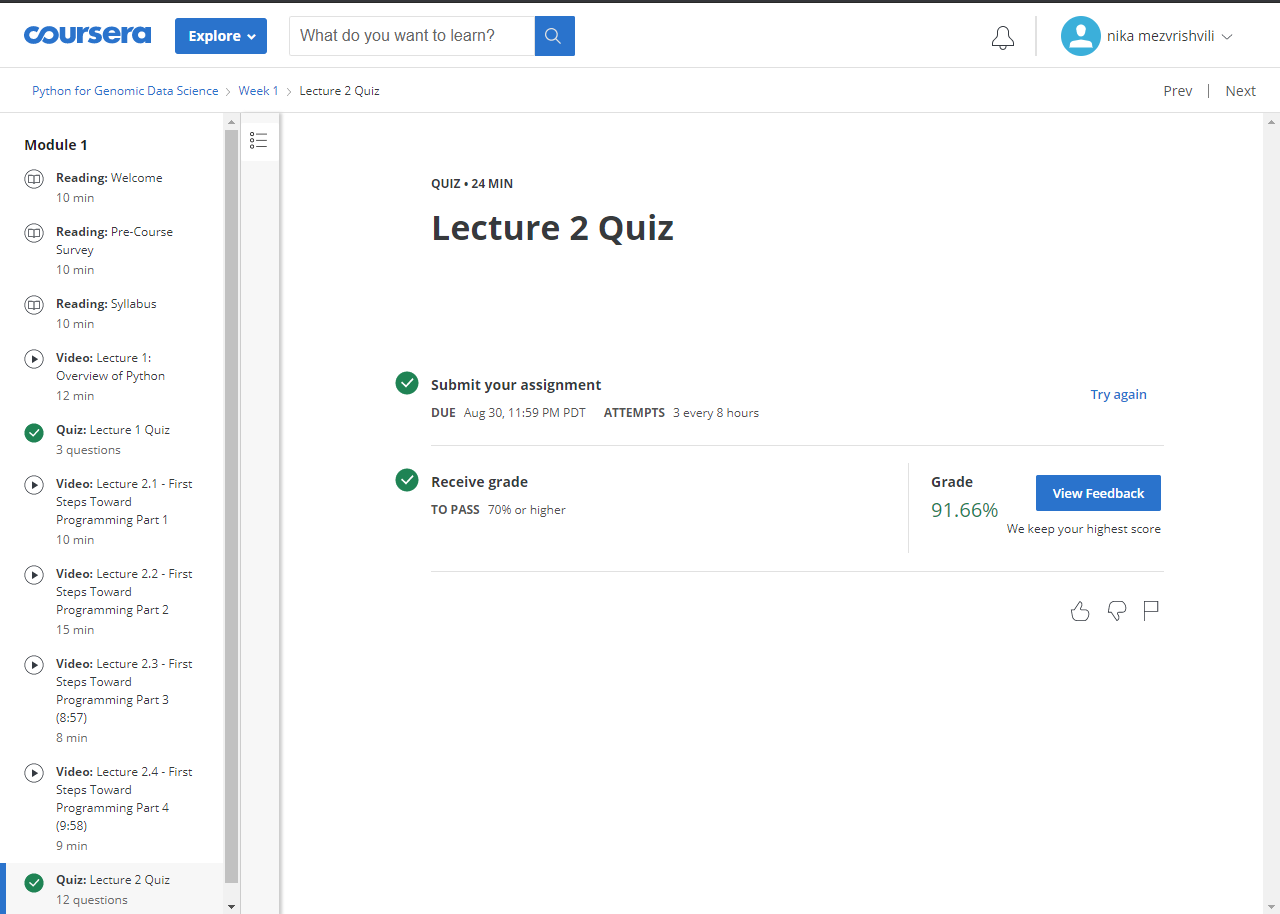 coursera
Explore
What do you want to learn?
nika mezvrishvili
Python for Genomic Data Science
Week 1
Lecture 2 Quiz
Prev | Next
Module 1
Reading: Welcome
10 min
Reading: Pre-Course
Survey
10 min
Reading: Syllabus
10 min
Video: Lecture 1:
Overview of Python
12 min
Quiz: Lecture 1 Quiz
3 questions
Video: Lecture 2.1 - First
Steps Toward
Programming Part 1
10 min
Video: Lecture 2.2 - First
Steps Toward
Programming Part 2
15 min
Video: Lecture 2.3 - First
Steps Toward
Programming Part 3
(8:57)
8 min
Video: Lecture 2.4 - First
Steps Toward
Programming Part 4
(9:58)
9 min
Quiz: Lecture 2 Quiz
12 questions
QUIZ • 24 MIN
Lecture 2 Quiz
Submit your assignment
DUE Aug 30, 11:59 PM PDT ATTEMPTS 3 every 8 hours
Try again
Receive grade
TO PASS 70% or higher
Grade
91.66%
View Feedback
We keep your highest score